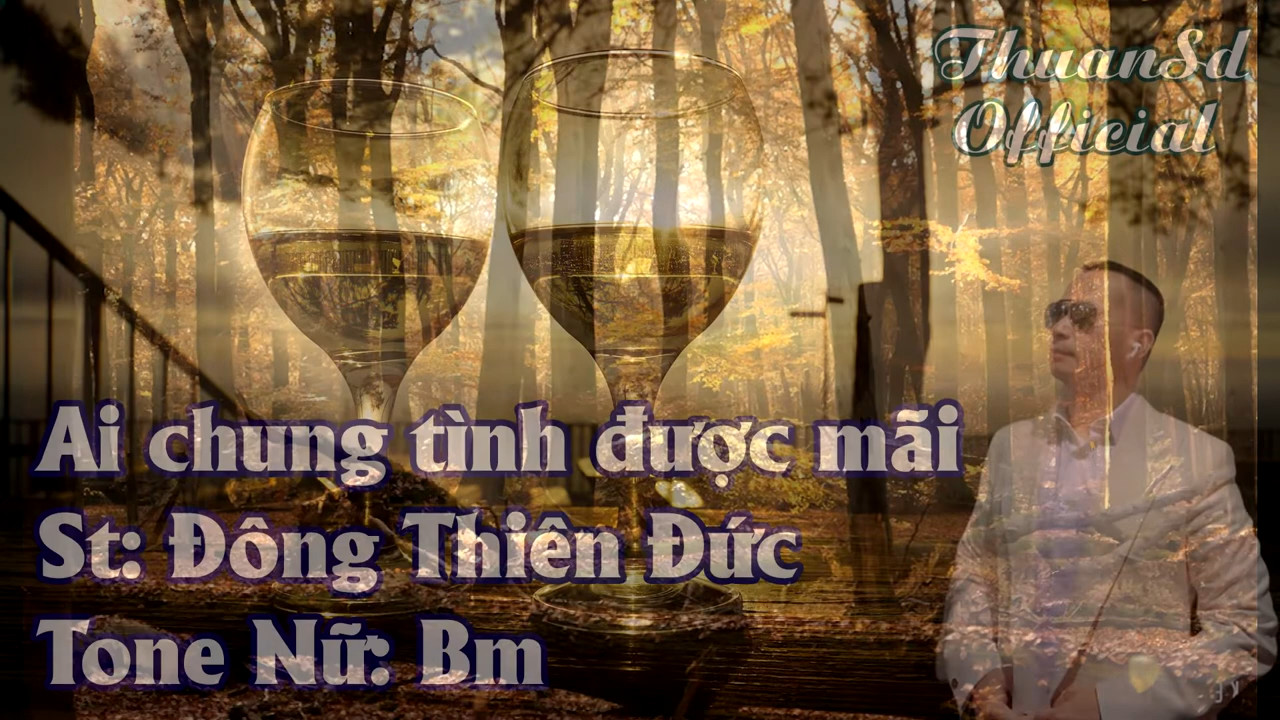 ThuanSd
Official
Ai chung tình được mãi
St: Đông Thiên Đức
Tone Nữ: Bm